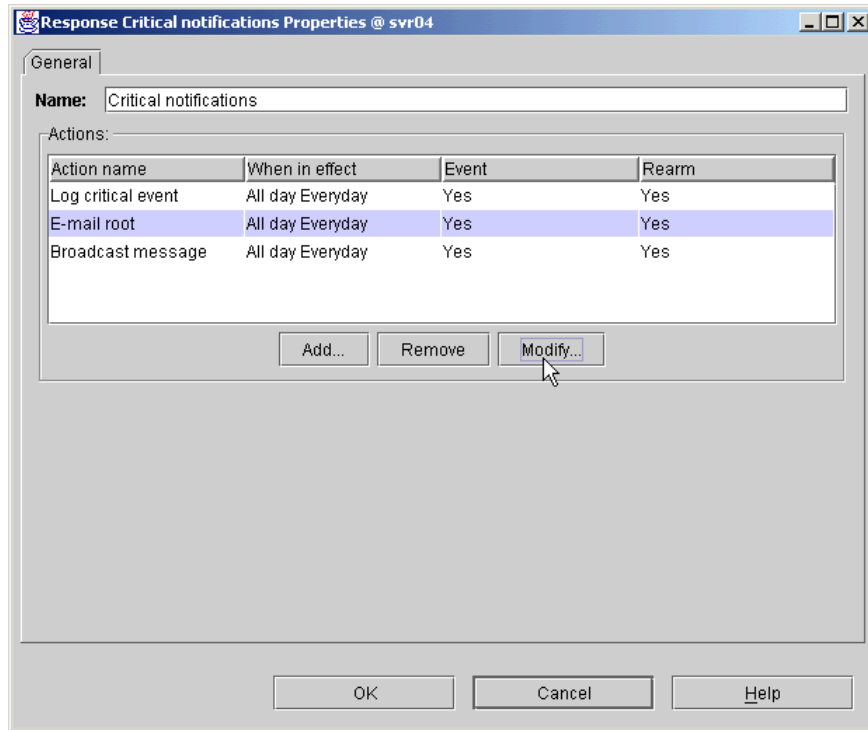 Response Critical notifications Properties @ svr04
General
Name: Critical notifications
Actions:
Action name When in effect Event Rearm
Log critical event All day Everyday Yes Yes
E-mail root All day Everyday Yes Yes
Broadcast message All day Everyday Yes Yes
Add... Remove Modify...
OK Cancel Help